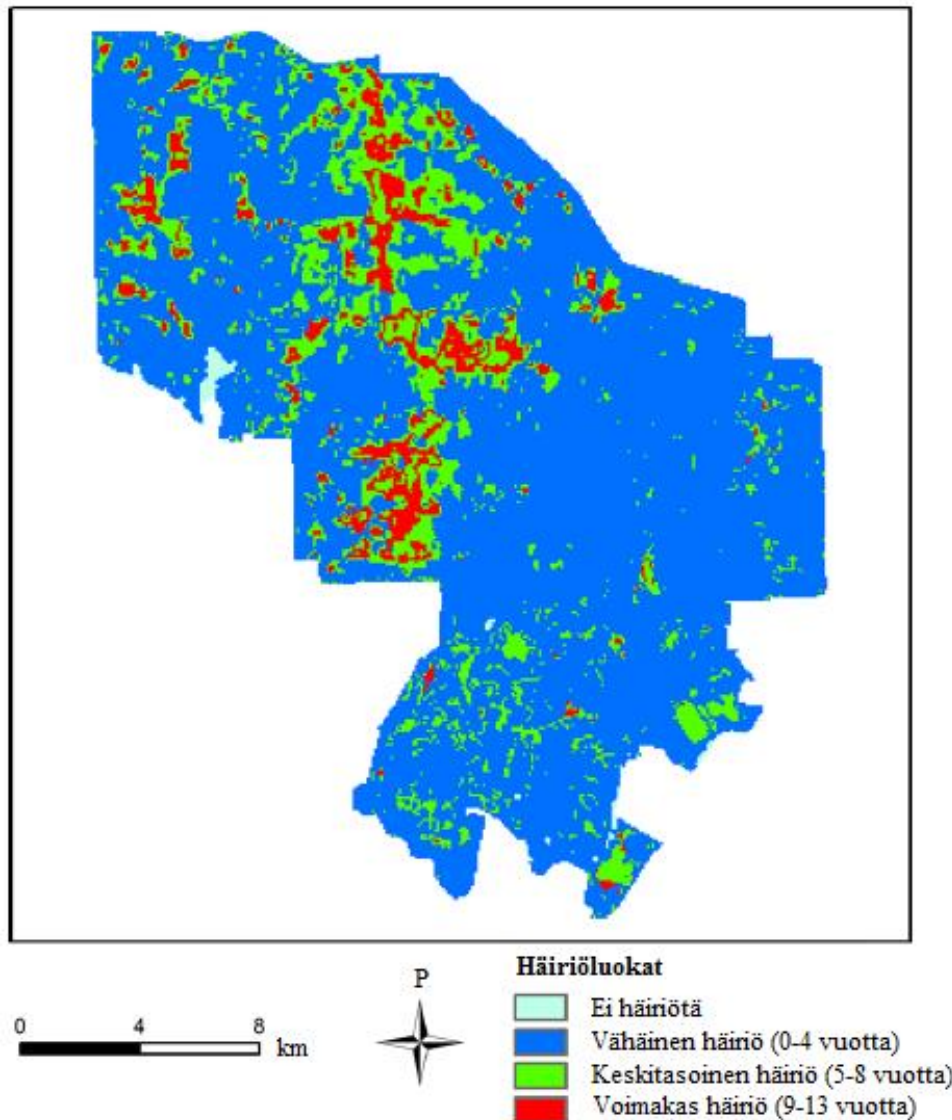 P
0 4 8
km
Häiriöluokat
Ei häiriötä
Vähäinen häiriö (0-4 vuotta)
Keskitasoinen häiriö (5-8 vuotta)
Voimakas häiriö (9-13 vuotta)